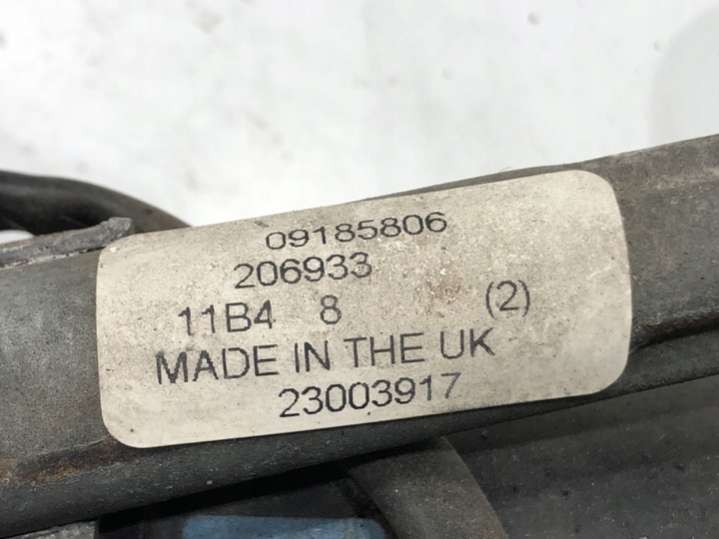 09185806
206933
11B4 8 (2)
MADE IN THE UK
23003917